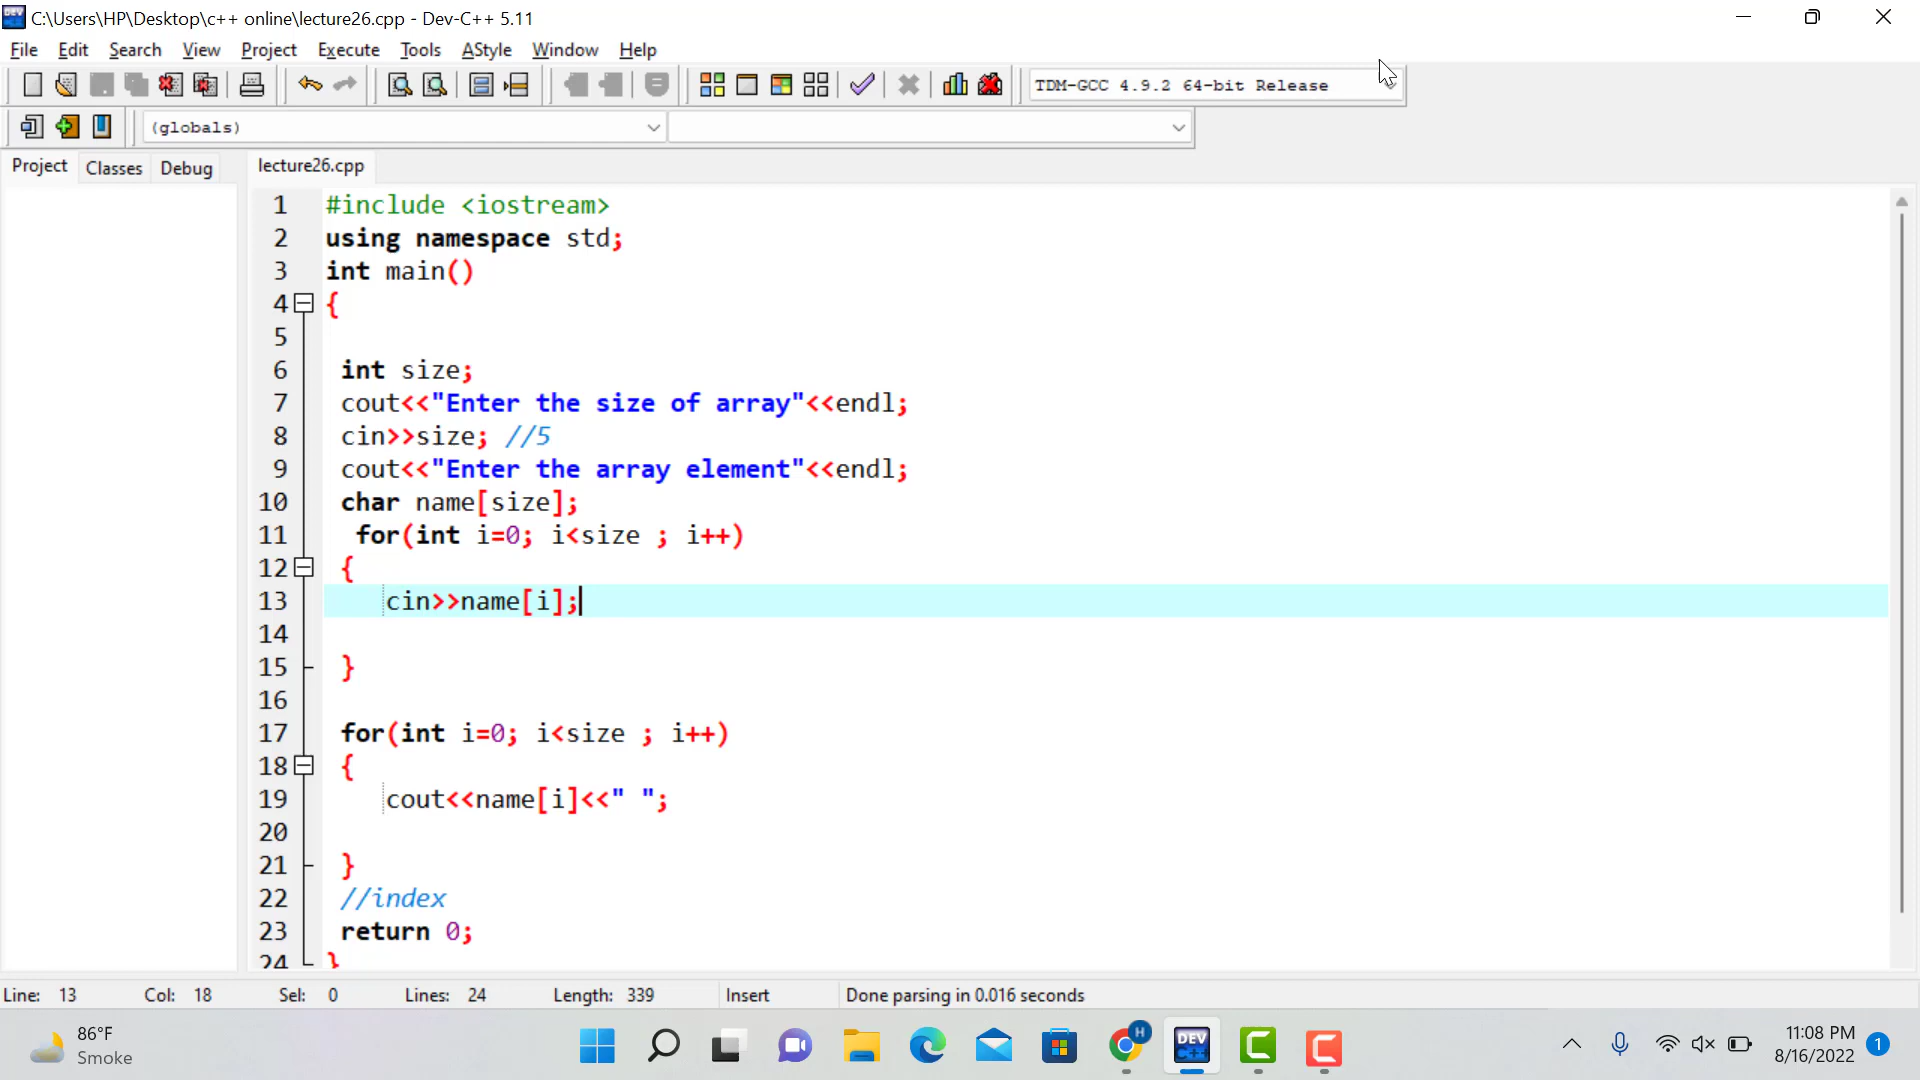 C:\Users\HP\Desktop\c++ online\lecture26.cpp - Dev-C++ 5.11
File Edit Search View Project Execute Tools AStyle Window Help
TDM-GCC 4.9.2 64-bit Release
(globals)
Project Classes Debug lecture26.cpp
1 #include <iostream>
2 using namespace std;
3 int main()
4 {
5
6 int size;
7 cout<<"Enter the size of array"<<endl;
8 cin>>size; //5
9 cout<<"Enter the array element"<<endl;
10 char name[size];
11 for(int i=0; i<size ; i++)
12 {
13 cin>>name[i];
14
15 }
16
17 for(int i=0; i<size ; i++)
18 {
19 cout<<name[i]<<" ";
20
21 }
22 //index
23 return 0;
24 }
Line: 13 Col: 18 Sel: 0 Lines: 24 Length: 339 Insert Done parsing in 0.016 seconds
86°F
Smoke
H
DEV C++
11:08 PM
8/16/2022
1